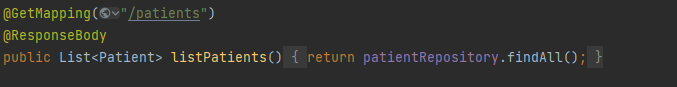 @GetMapping("/patients")
@ResponseBody
public List<Patient> listPatients() { return patientRepository.findAll(); }